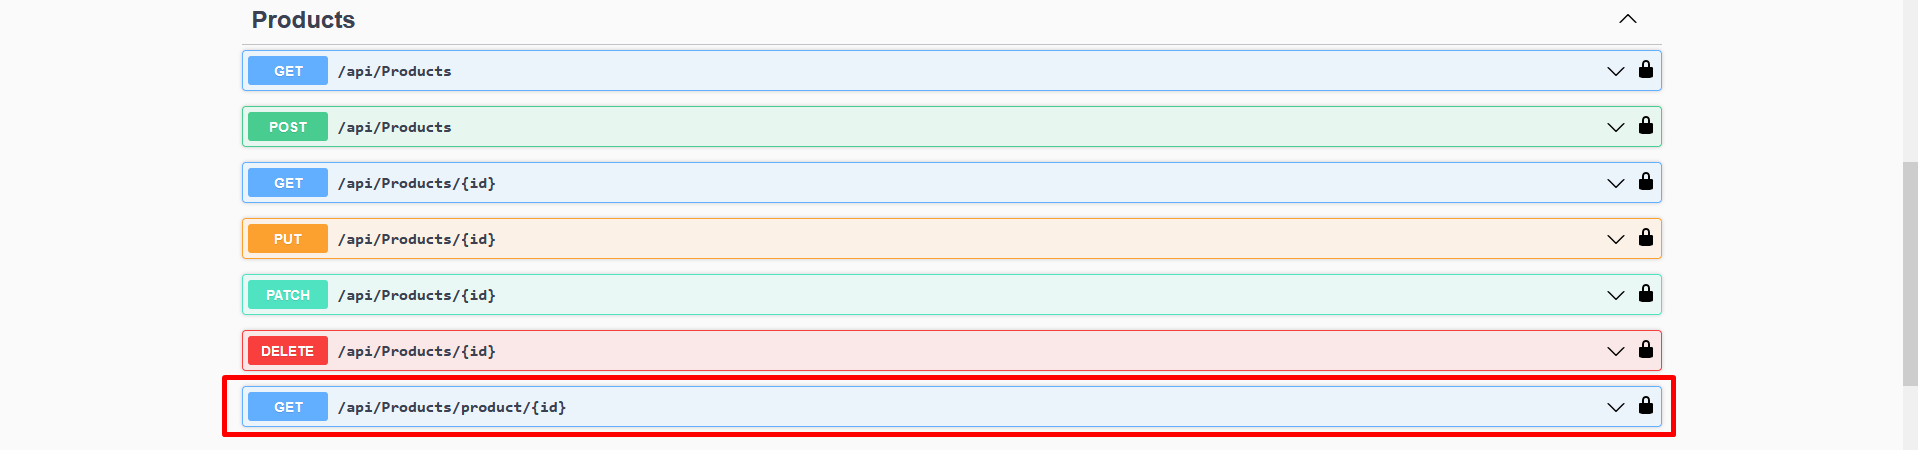 Products
GET /api/Products
POST /api/Products
GET /api/Products/{id}
PUT /api/Products/{id}
PATCH /api/Products/{id}
DELETE /api/Products/{id}
GET /api/Products/product/{id}